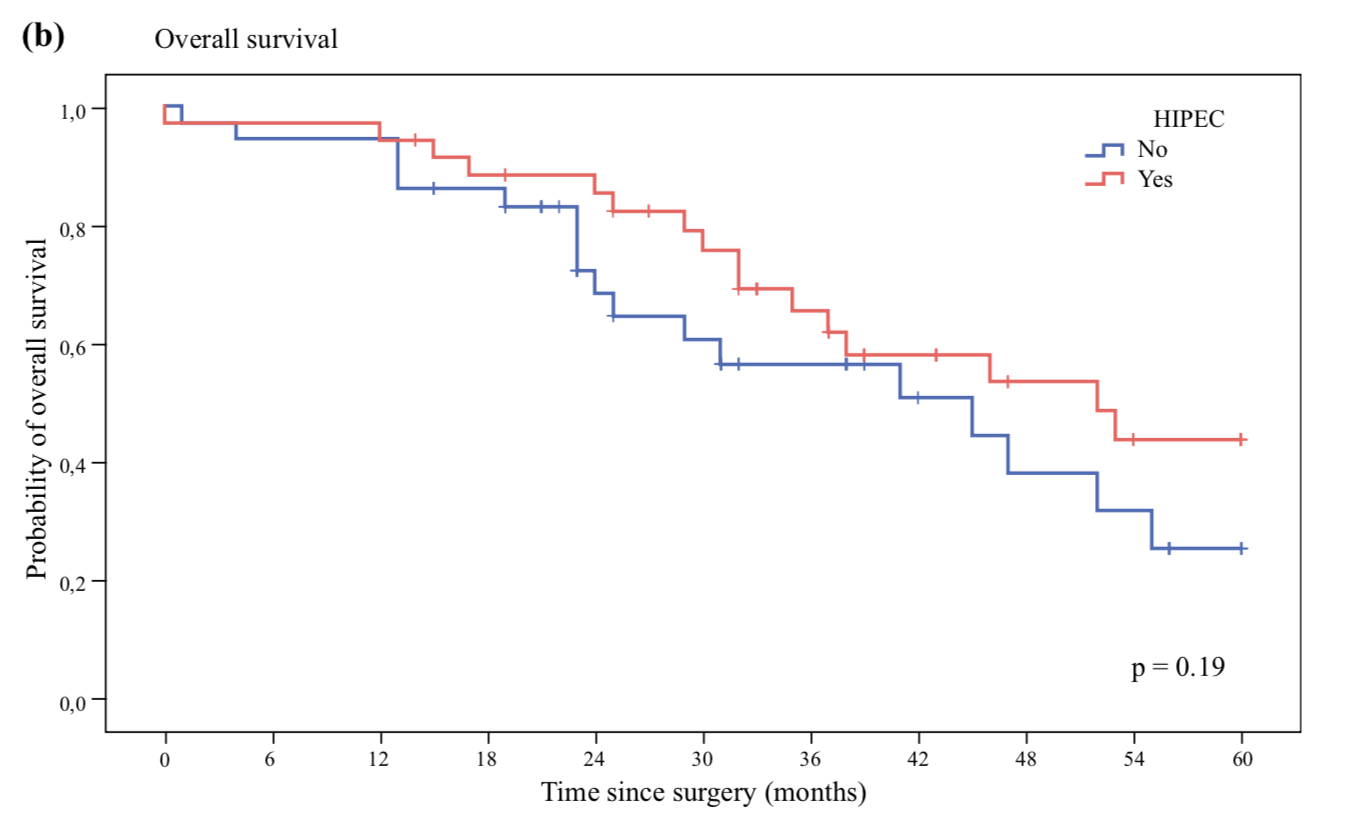 (b) Overall survival
HIPEC
No
Yes
1,0
0,8
0,6
0,4
0,2
0,0
Probability of overall survival
p = 0.19
0 6 12 18 24 30 36 42 48 54 60
Time since surgery (months)